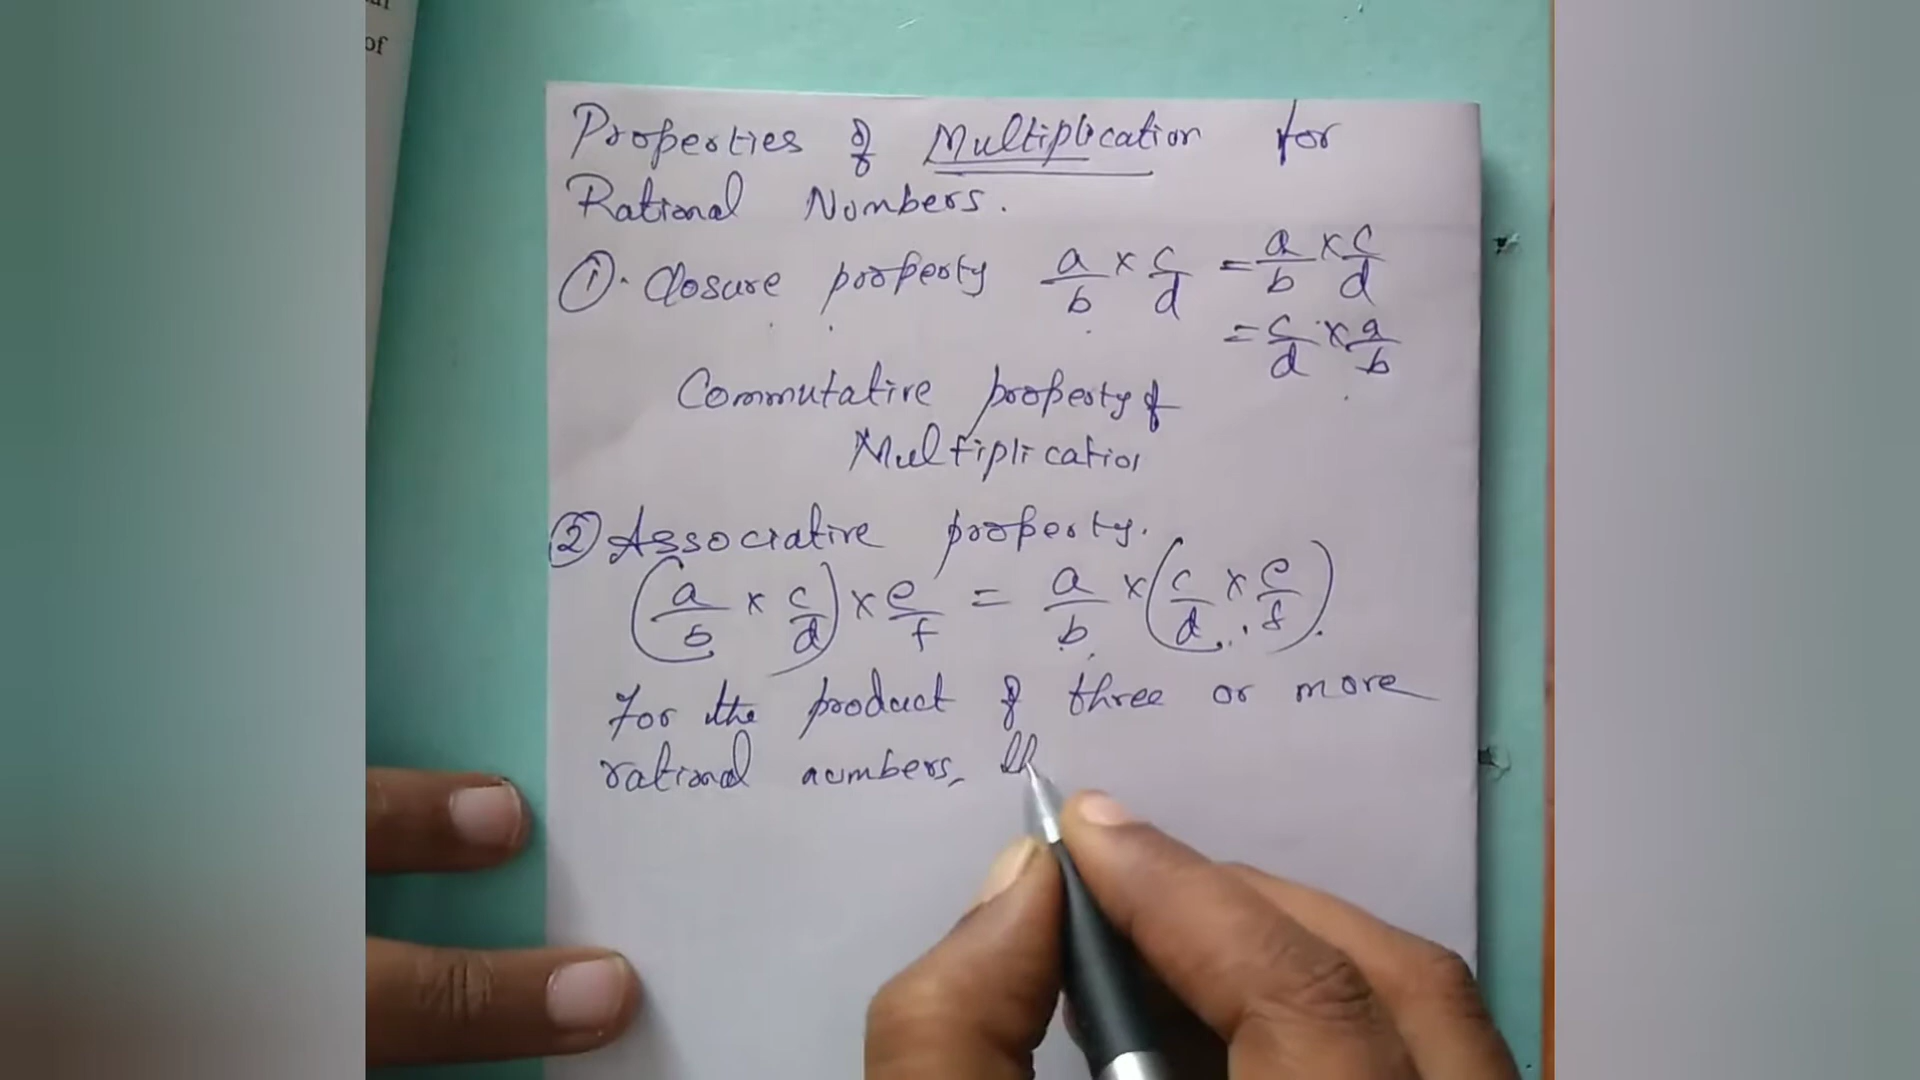 of
Properties of Multiplication for
Rational Numbers.
① . Closure property a/b × c/d = a/b × c/d
= c/d × a/b
Commutative property of
Multiplication
② Associative property.
(a/b × c/d) × e/f = a/b × (c/d × e/f)
For the product of three or more
rational numbers,